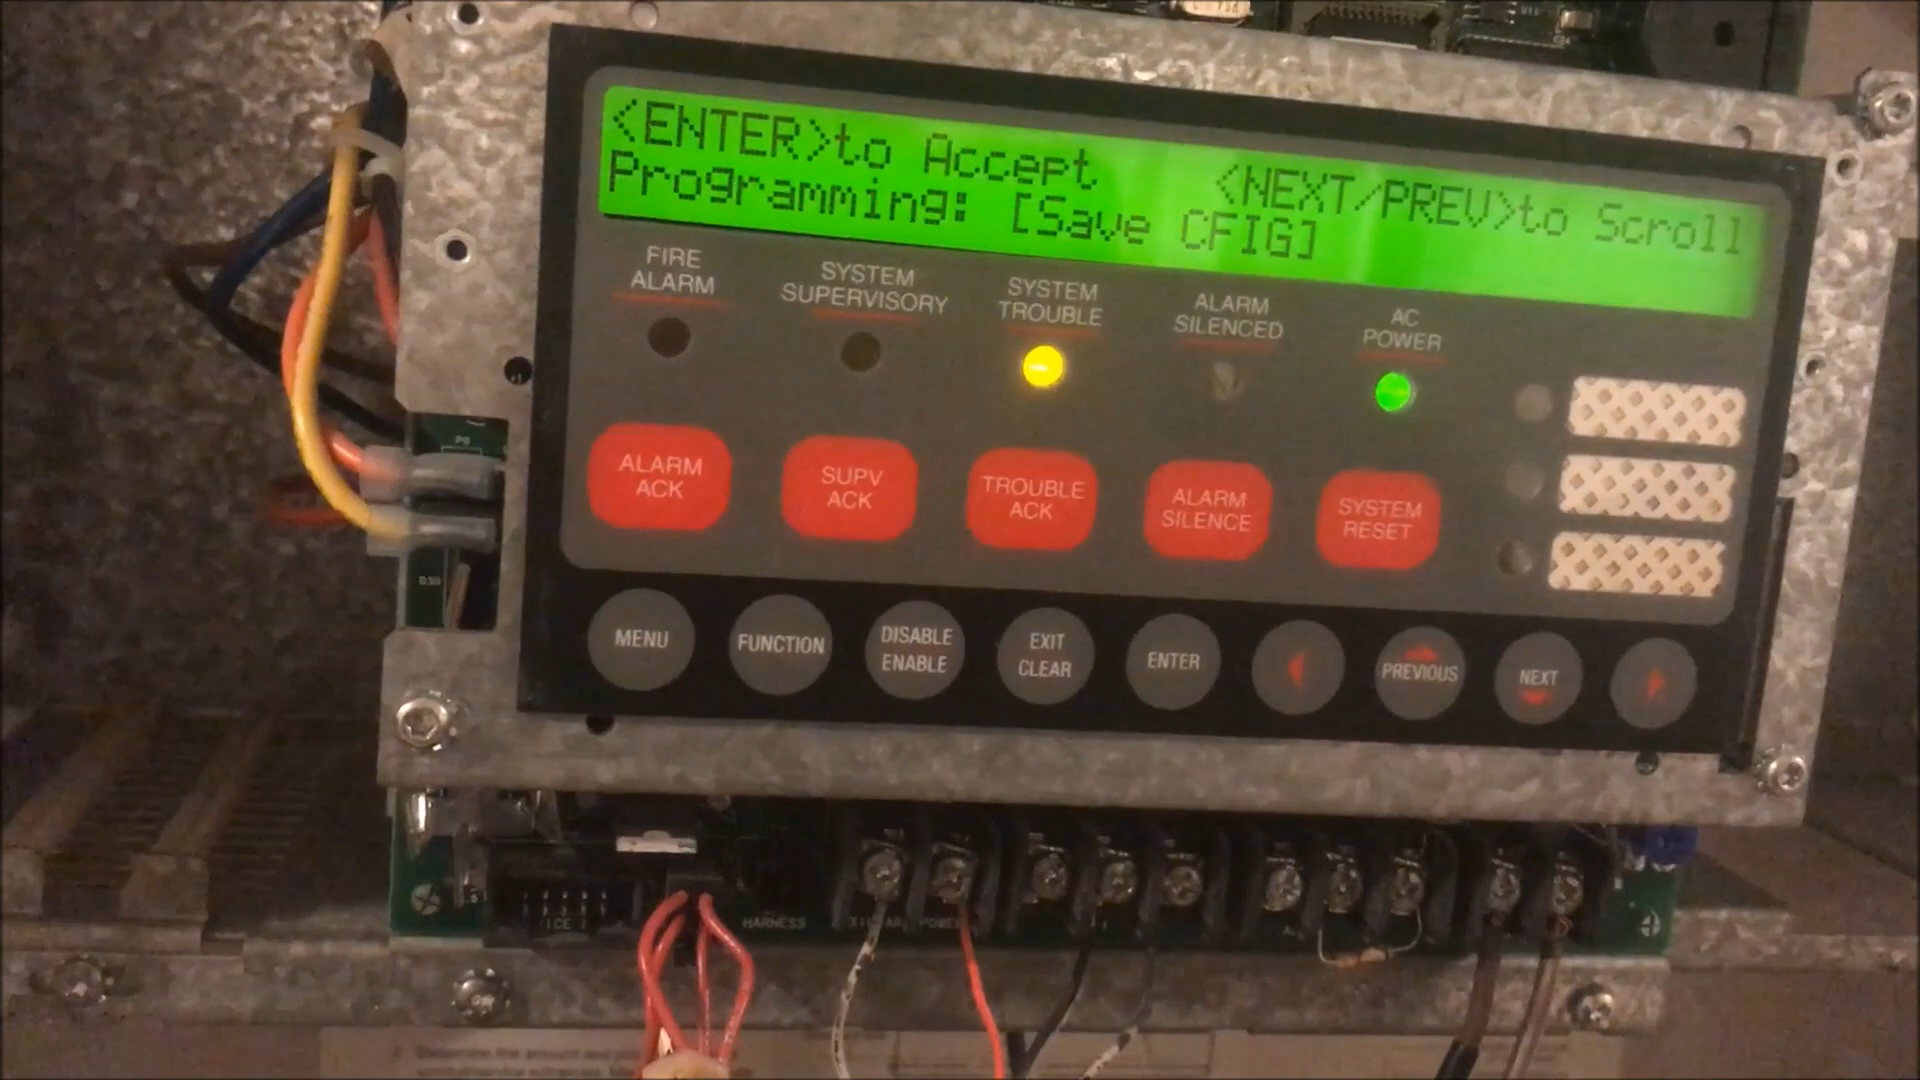 <ENTER>to Accept <NEXT/PREV>to Scroll
Programming: [Save CFIG]
FIRE
ALARM
SYSTEM
SUPERVISORY
SYSTEM
TROUBLE
ALARM
SILENCED
AC
POWER
ALARM
ACK
SUPV
ACK
TROUBLE
ACK
ALARM
SILENCE
SYSTEM
RESET
MENU
FUNCTION
DISABLE
ENABLE
EXIT
CLEAR
ENTER
PREVIOUS
NEXT
ICE
HARNESS
POWER